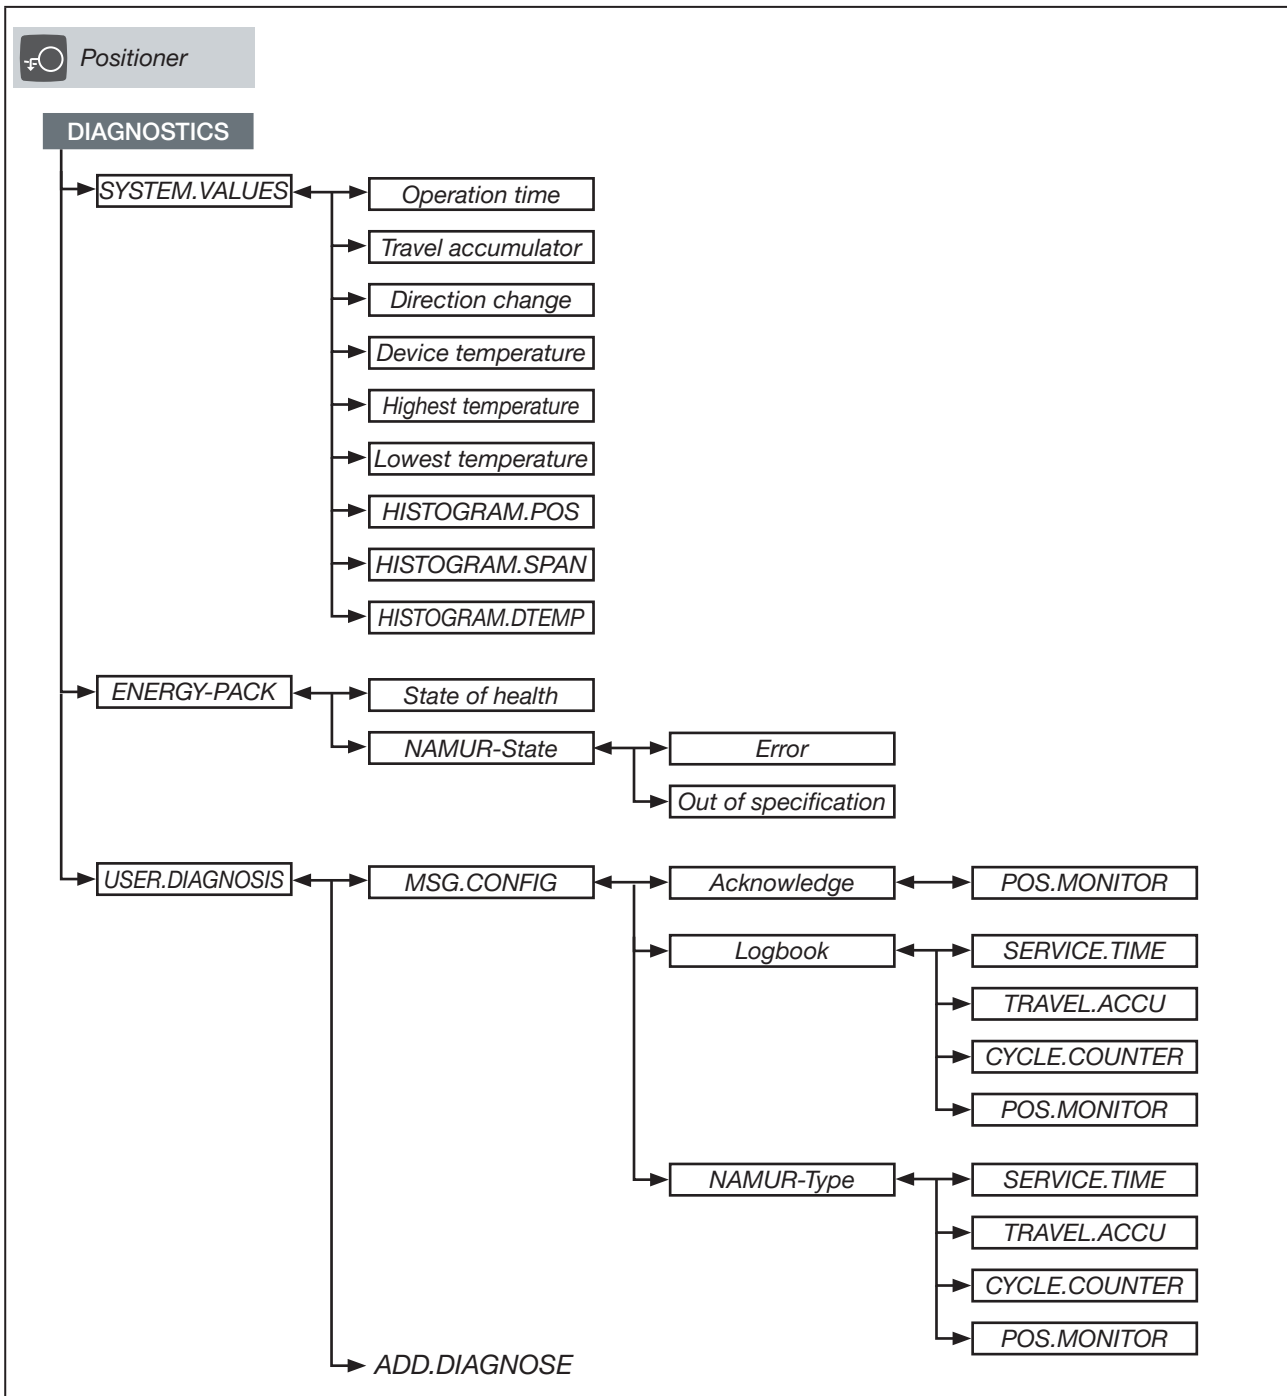 Positioner
DIAGNOSTICS
SYSTEM.VALUES
Operation time
Travel accumulator
Direction change
Device temperature
Highest temperature
Lowest temperature
HISTOGRAM.POS
HISTOGRAM.SPAN
HISTOGRAM.DTEMP
ENERGY-PACK
State of health
NAMUR-State
Error
Out of specification
USER.DIAGNOSIS
MSG.CONFIG
Acknowledge
POS.MONITOR
Logbook
SERVICE.TIME
TRAVEL.ACCU
CYCLE.COUNTER
POS.MONITOR
NAMUR-Type
SERVICE.TIME
TRAVEL.ACCU
CYCLE.COUNTER
POS.MONITOR
ADD.DIAGNOSE